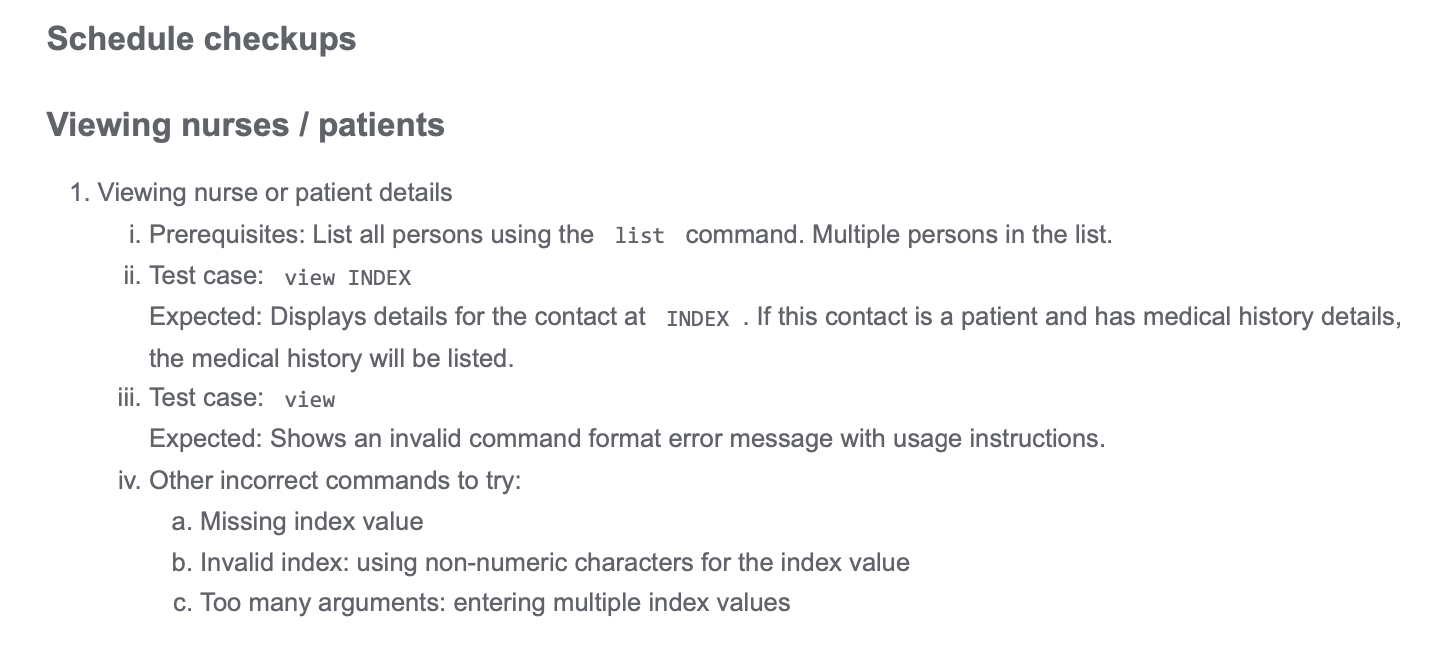 Schedule checkups
Viewing nurses / patients
1. Viewing nurse or patient details
i. Prerequisites: List all persons using the list command. Multiple persons in the list.
ii. Test case: view INDEX
Expected: Displays details for the contact at INDEX . If this contact is a patient and has medical history details,
the medical history will be listed.
iii. Test case: view
Expected: Shows an invalid command format error message with usage instructions.
iv. Other incorrect commands to try:
a. Missing index value
b. Invalid index: using non-numeric characters for the index value
c. Too many arguments: entering multiple index values